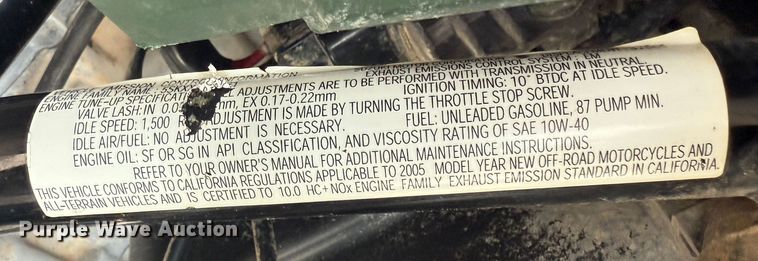 INFORMATION
EXHAUST EMISSIONS CONTROL SYSTEM: EM
ENGINE FAMILY NAME: ADJUSTMENTS ARE TO BE PERFORMED WITH TRANSMISSION IN NEUTRAL.
ENGINE TUNE-UP SPECIFICAT IGNITION TIMING: 10° BTDC AT IDLE SPEED.
VALVE LASH: IN mm, EX 0.17-0.22mm
IDLE SPEED: 1,500 ADJUSTMENT IS MADE BY TURNING THE THROTTLE STOP SCREW.
IDLE AIR/FUEL: NO ADJUSTMENT IS NECESSARY. FUEL: UNLEADED GASOLINE, 87 PUMP MIN.
ENGINE OIL: SF OR SG IN API CLASSIFICATION, AND VISCOSITY RATING OF SAE 10W-40
REFER TO YOUR OWNER'S MANUAL FOR ADDITIONAL MAINTENANCE INSTRUCTIONS.
THIS VEHICLE CONFORMS TO CALIFORNIA REGULATIONS APPLICABLE TO 2005 MODEL YEAR NEW OFF-ROAD MOTORCYCLES AND
ALL-TERRAIN VEHICLES AND IS CERTIFIED TO 10.0 HC+NOx ENGINE FAMILY EXHAUST EMISSION STANDARD IN CALIFORNIA.
Purple Wave Auction